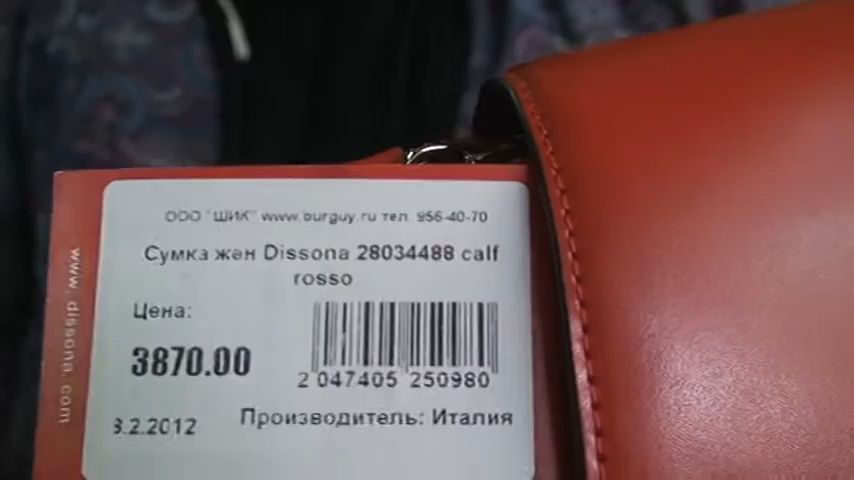 ООО "ШИК" www.burguy.ru тел. 956-40-70
Сумка жен Dissona 28034488 calf
rosso
Цена:
3870.00
2 047405 250980
3.2.2012
Производитель: Италия
www.dissona.com